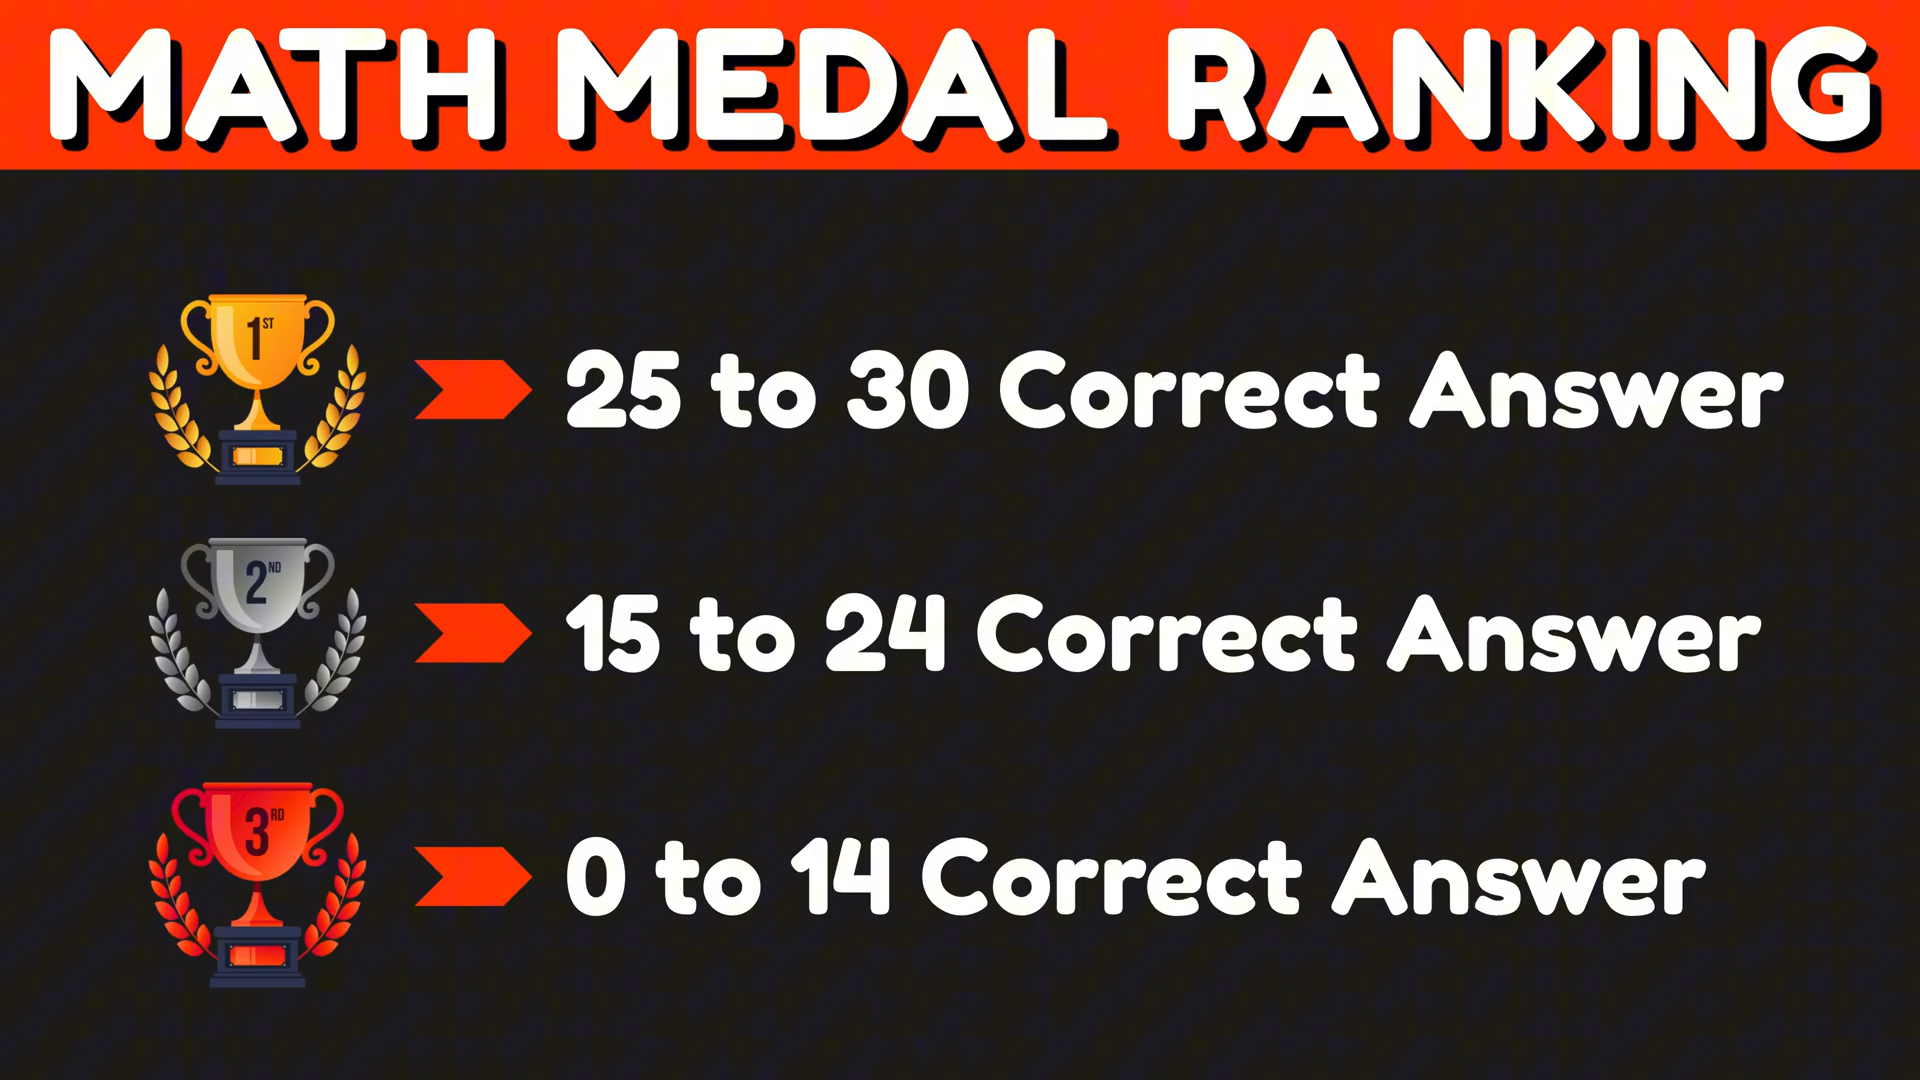 MATH MEDAL RANKING
1ST
25 to 30 Correct Answer
2ND
15 to 24 Correct Answer
3RD
0 to 14 Correct Answer